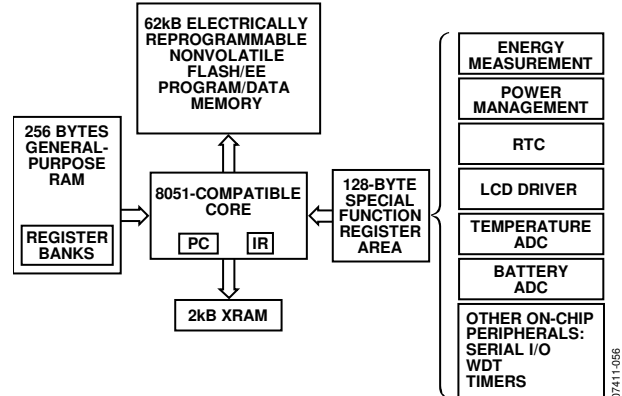 62kB ELECTRICALLY
REPROGRAMMABLE
NONVOLATILE
FLASH/EE
PROGRAM/DATA
MEMORY
256 BYTES
GENERAL-
PURPOSE
RAM
REGISTER
BANKS
8051-COMPATIBLE
CORE
PC
IR
2kB XRAM
128-BYTE
SPECIAL
FUNCTION
REGISTER
AREA
ENERGY
MEASUREMENT
POWER
MANAGEMENT
RTC
LCD DRIVER
TEMPERATURE
ADC
BATTERY
ADC
OTHER ON-CHIP
PERIPHERALS:
SERIAL I/O
WDT
TIMERS
07411-056